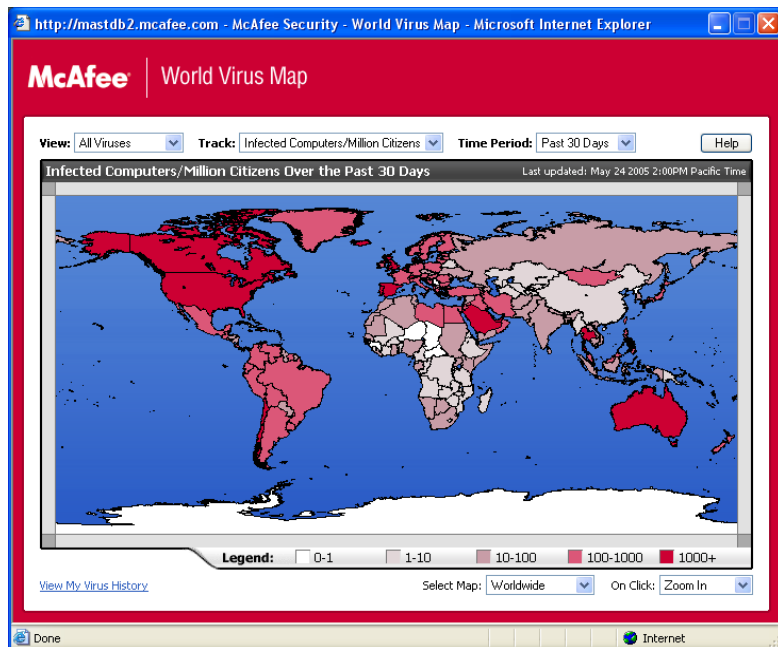 http://mastdb2.mcafee.com - McAfee Security - World Virus Map - Microsoft Internet Explorer
McAfee World Virus Map
View: All Viruses Track: Infected Computers/Million Citizens Time Period: Past 30 Days Help
Infected Computers/Million Citizens Over the Past 30 Days Last updated: May 24 2005 2:00PM Pacific Time
Legend: 0-1 1-10 10-100 100-1000 1000+
View My Virus History Select Map: Worldwide On Click: Zoom In
Done Internet